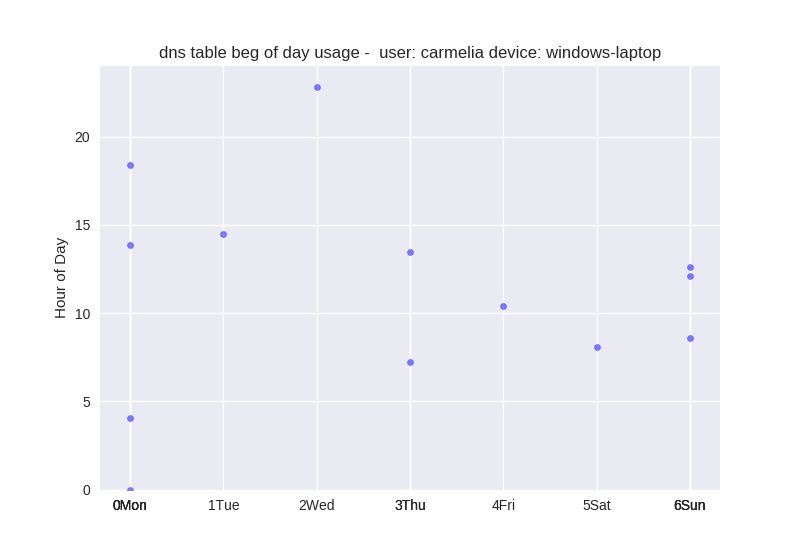 dns table beg of day usage -  user: carmelia device: windows-laptop
Hour of Day
20
15
10
5
0
0Mon 1Tue 2Wed 3Thu 4Fri 5Sat 6Sun